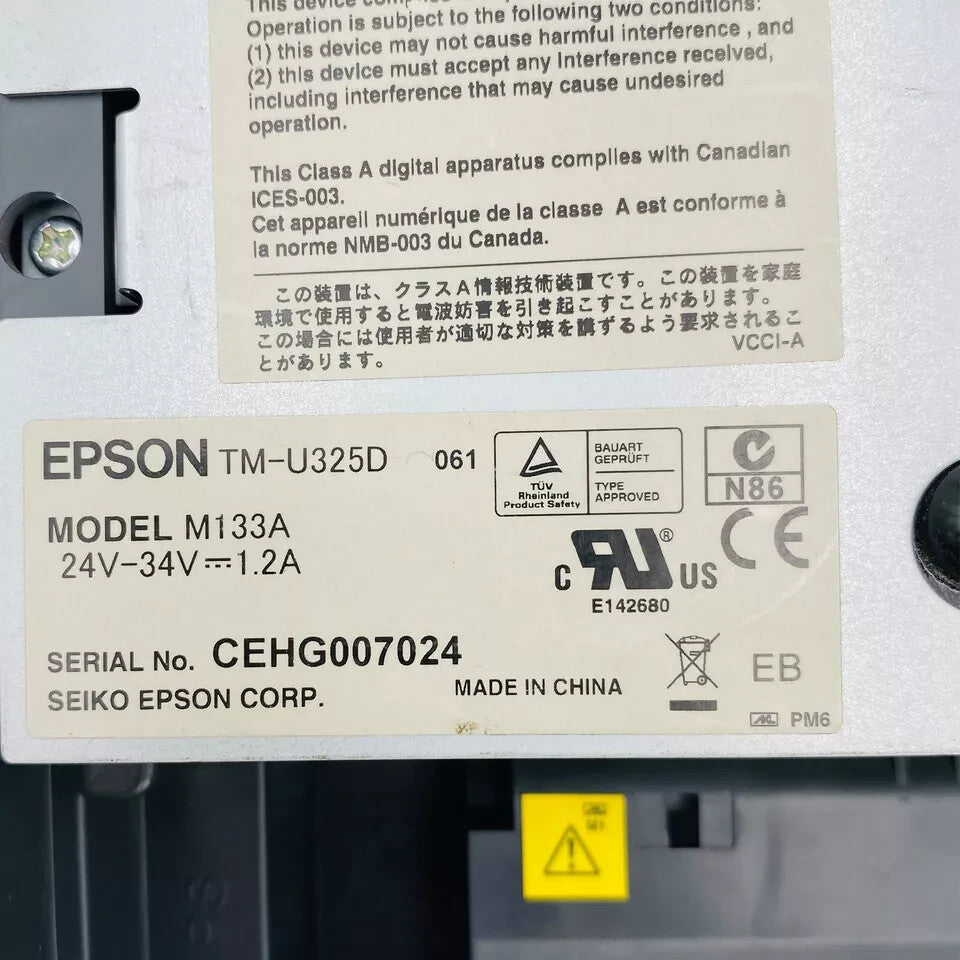 This device complies
Operation is subject to the following two conditions:
(1) this device may not cause harmful interference , and
(2) this device must accept any Interference received,
including interference that may cause undesired
operation.
This Class A digital apparatus complies with Canadian
ICES-003.
Cet appareil numérique de la classe A est conforme à
la norme NMB-003 du Canada.
この装置は、クラスA情報技術装置です。この装置を家庭
環境で使用すると電波妨害を引き起こすことがあります。
この場合には使用者が適切な対策を講ずるよう要求されるこ
とがあります。
VCCI-A
EPSON TM-U325D 061
BAUART
GEPRÜFT
TÜV
Rheinland
Product Safety
TYPE
APPROVED
N86
MODEL M133A
24V-34V⎓1.2A
c RU® US
E142680
CE
SERIAL No. CEHG007024
SEIKO EPSON CORP.
MADE IN CHINA
EB
PM6